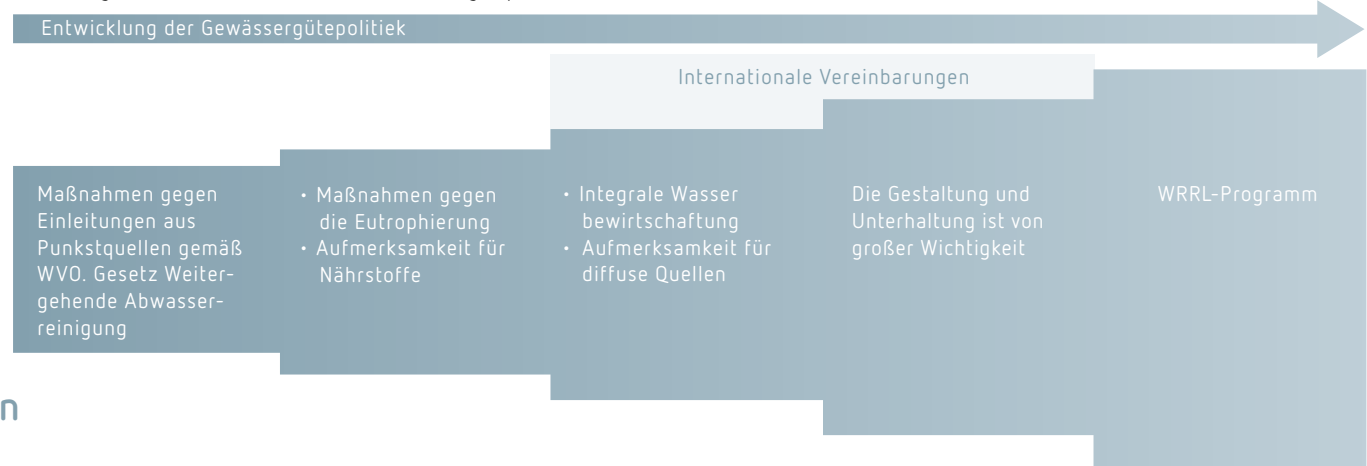 Entwicklung der Gewässergütepolitiek
Internationale Vereinbarungen
Maßnahmen gegen
Einleitungen aus
Punkstquellen gemäß
WVO. Gesetz Weiter-
gehende Abwasser-
reinigung
• Maßnahmen gegen
die Eutrophierung
• Aufmerksamkeit für
Nährstoffe
• Integrale Wasser
bewirtschaftung
• Aufmerksamkeit für
diffuse Quellen
Die Gestaltung und
Unterhaltung ist von
großer Wichtigkeit
WRRL-Programm
n